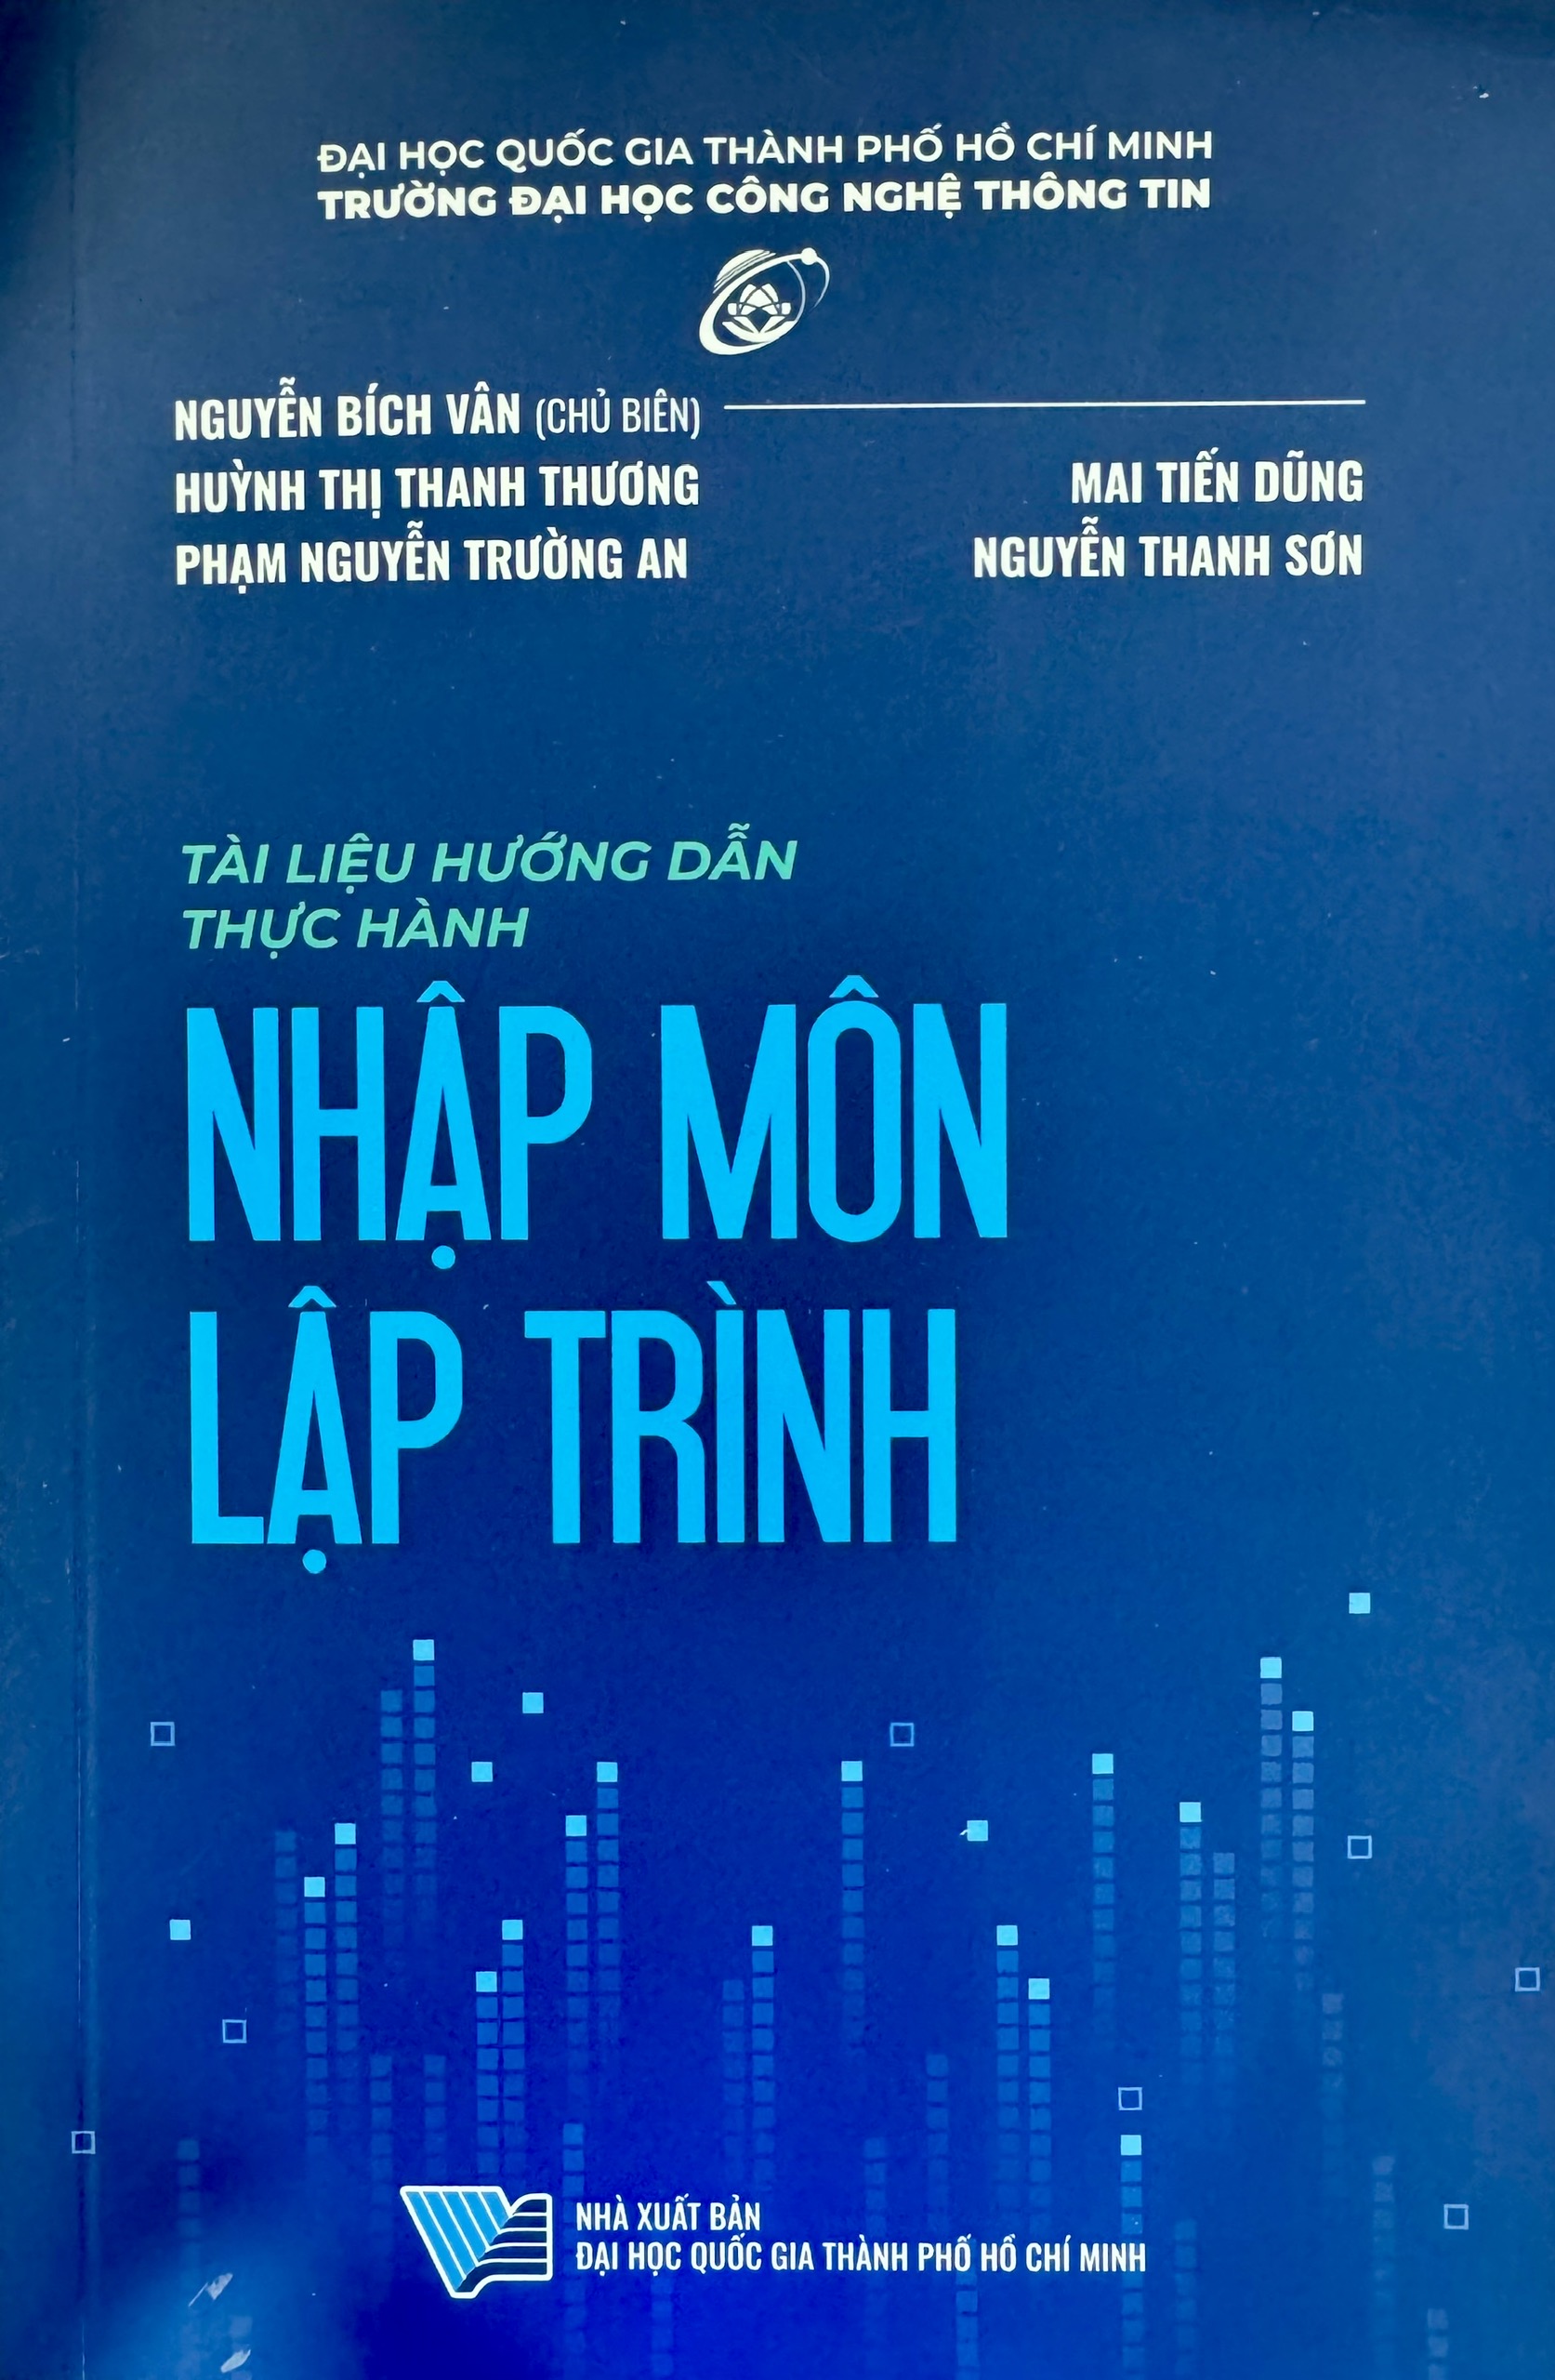 ĐẠI HỌC QUỐC GIA THÀNH PHỐ HỒ CHÍ MINH
TRƯỜNG ĐẠI HỌC CÔNG NGHỆ THÔNG TIN
NGUYỄN BÍCH VÂN (CHỦ BIÊN)
HUỲNH THỊ THANH THƯƠNG
PHẠM NGUYỄN TRƯỜNG AN
MAI TIẾN DŨNG
NGUYỄN THANH SƠN
TÀI LIỆU HƯỚNG DẪN
THỰC HÀNH
NHẬP MÔN
LẬP TRÌNH
NHÀ XUẤT BẢN
ĐẠI HỌC QUỐC GIA THÀNH PHỐ HỒ CHÍ MINH